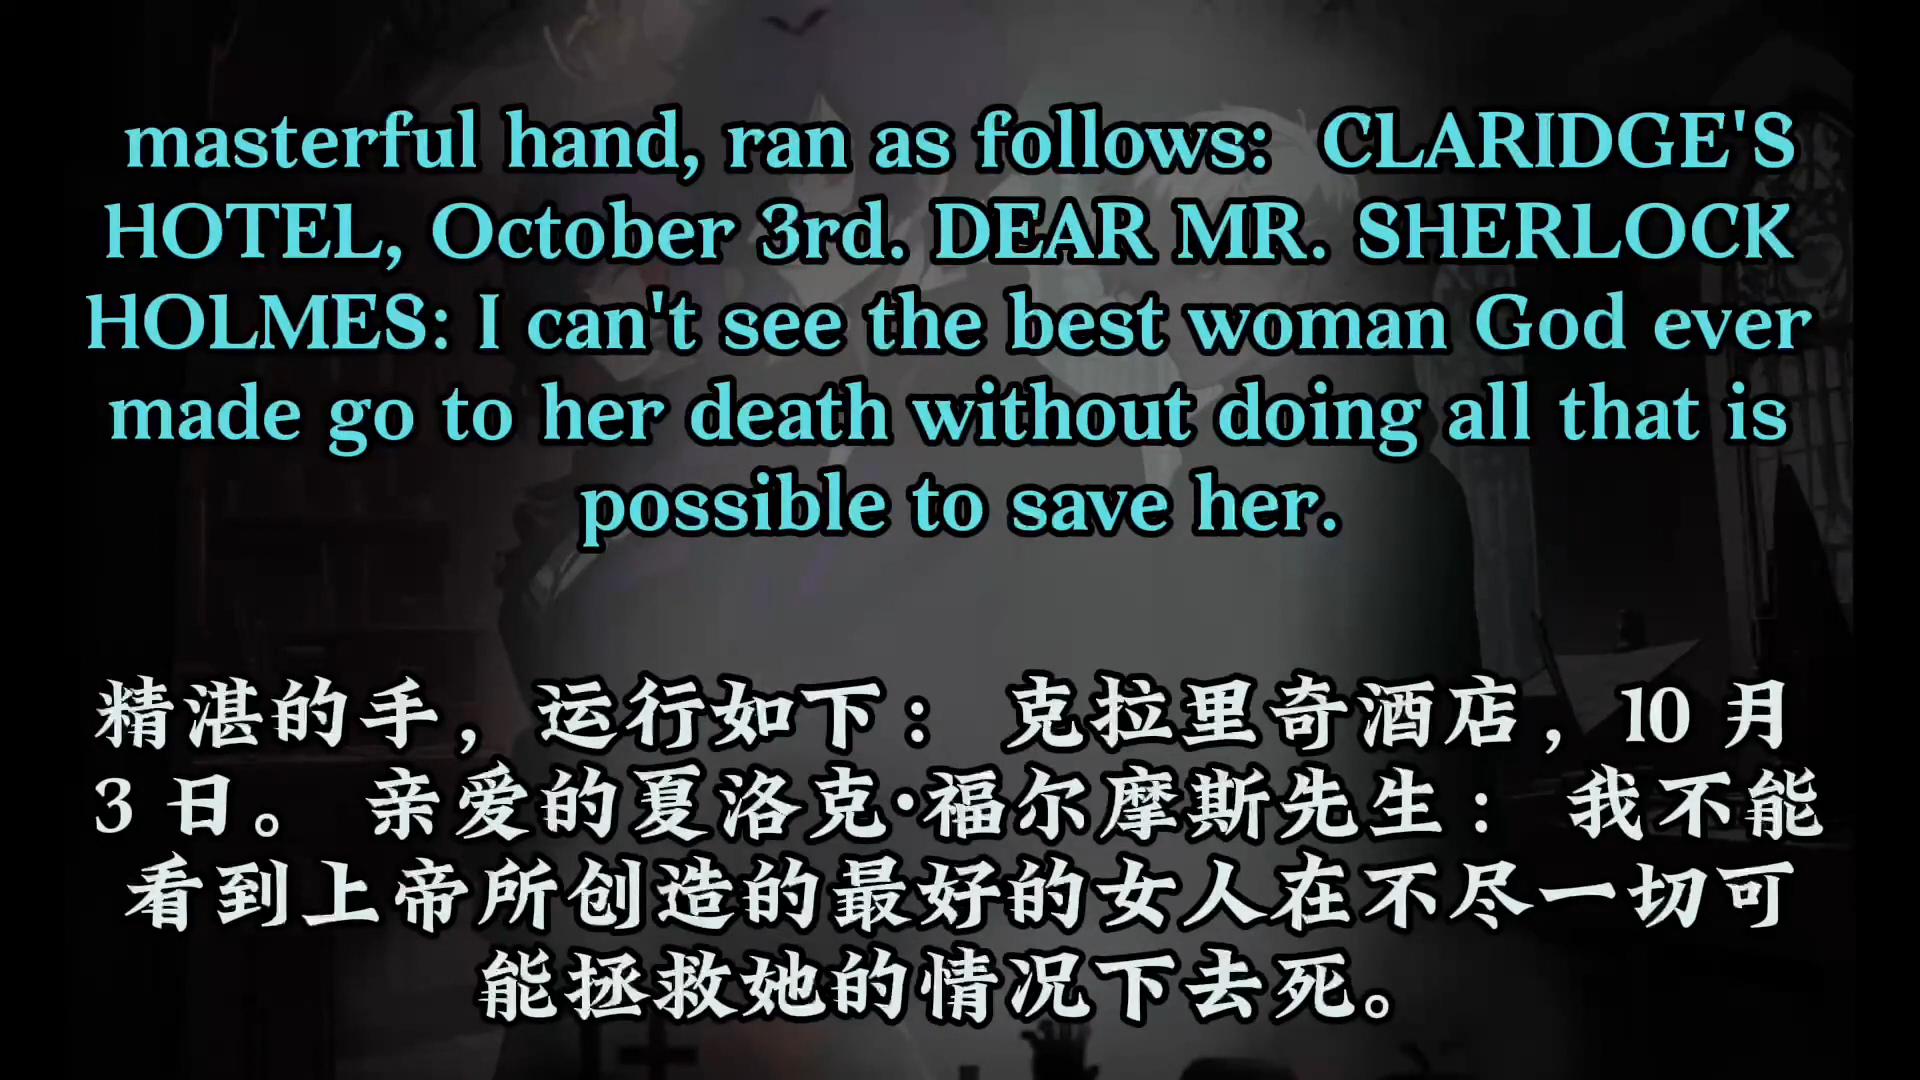 masterful hand, ran as follows: CLARIDGE'S
HOTEL, October 3rd. DEAR MR. SHERLOCK
HOLMES: I can't see the best woman God ever
made go to her death without doing all that is
possible to save her.
精湛的手，运行如下： 克拉里奇酒店，10 月
3 日。 亲爱的夏洛克·福尔摩斯先生： 我不能
看到上帝所创造的最好的女人在不尽一切可
能拯救她的情况下去死。